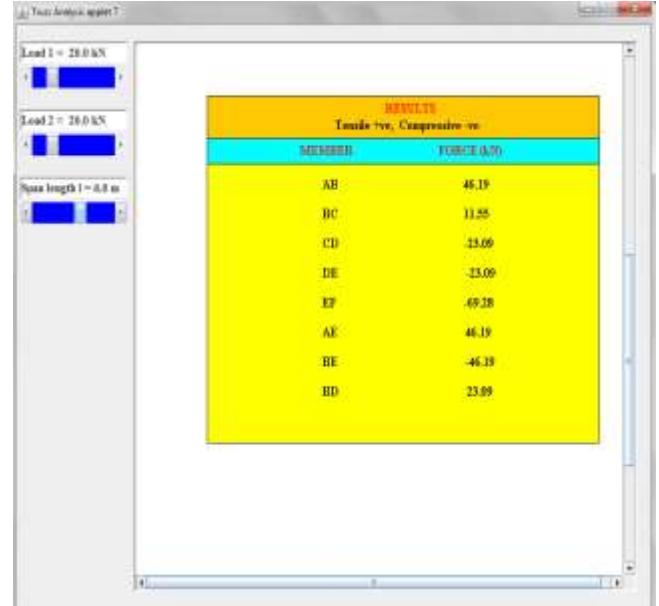 Truss Analysis applet 7
Load 1 = 20.0 kN
Load 2 = 20.0 kN
Span length l =
RESULTS
Tensile +ve, Compressive -ve
MEMBER FORCE (kN)
AB 46.19
BC 11.55
CD -23.09
DE -23.09
EF -69.28
AE 46.19
BE -46.19
BD 23.09